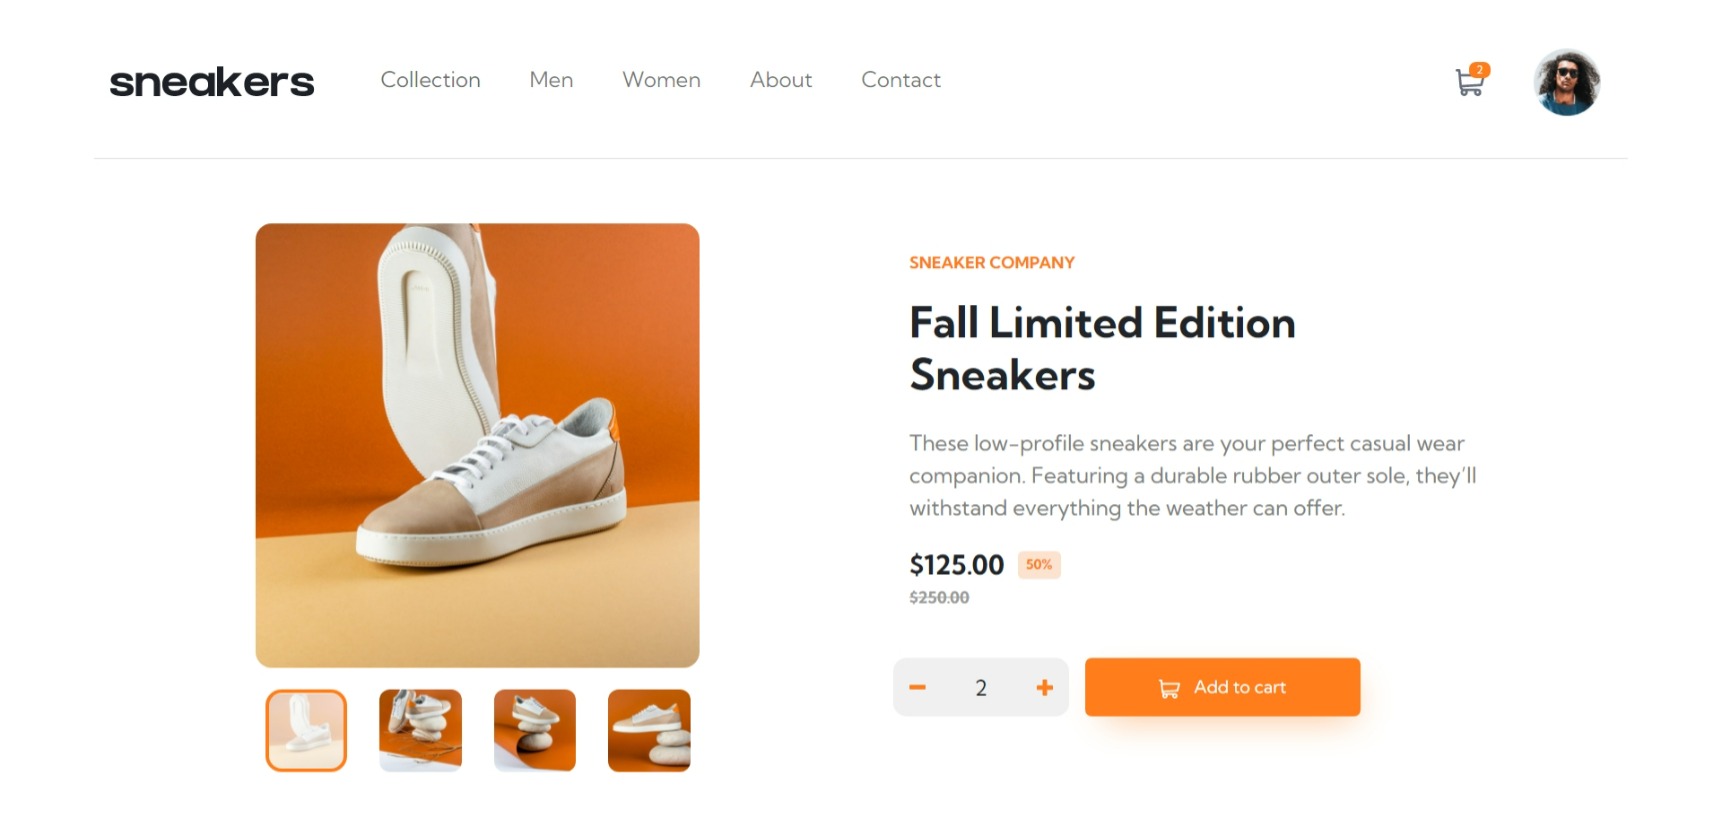 sneakers
Collection
Men
Women
About
Contact
2
SNEAKER COMPANY
Fall Limited Edition
Sneakers
These low-profile sneakers are your perfect casual wear
companion. Featuring a durable rubber outer sole, they’ll
withstand everything the weather can offer.
$125.00 50%
$250.00
2
Add to cart